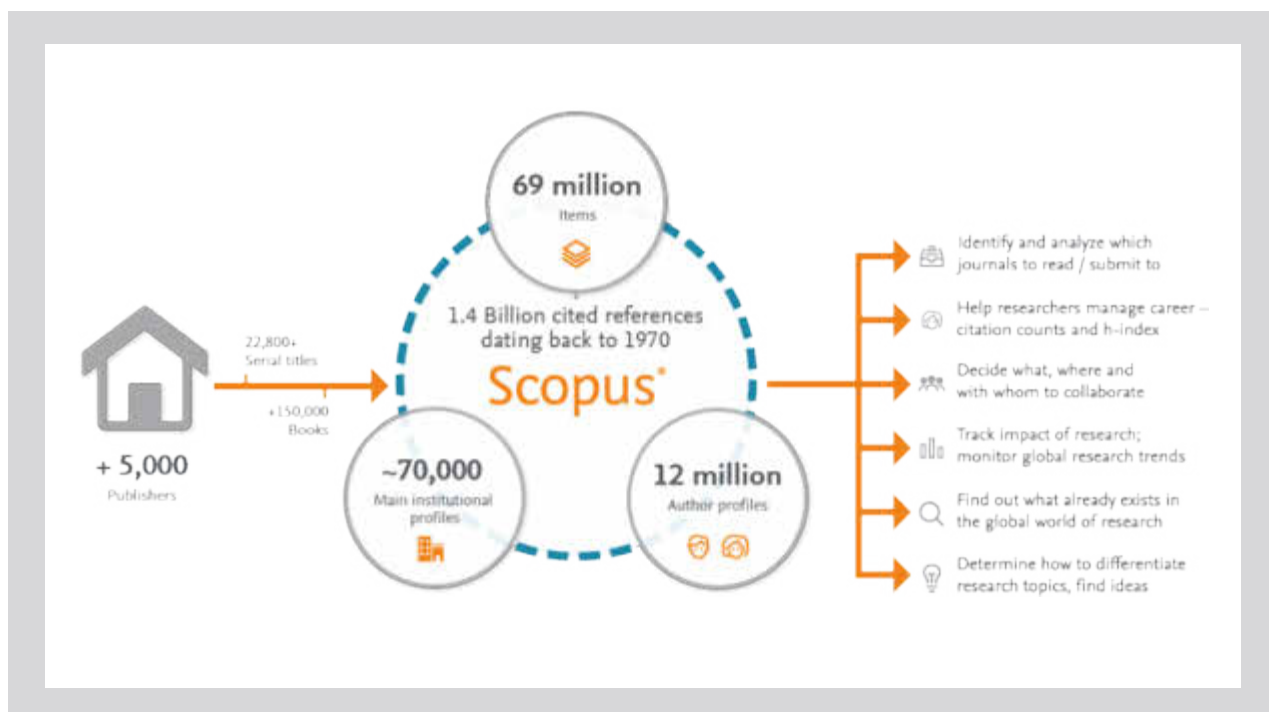 69 million
Items
1.4 Billion cited references
dating back to 1970
Scopus®
22,800+
Serial titles
+150,000
Books
+ 5,000
Publishers
~70,000
Main institutional
profiles
12 million
Author profiles
Identify and analyze which
journals to read / submit to
Help researchers manage career –
citation counts and h-index
Decide what, where and
with whom to collaborate
Track impact of research;
monitor global research trends
Find out what already exists in
the global world of research
Determine how to differentiate
research topics, find ideas